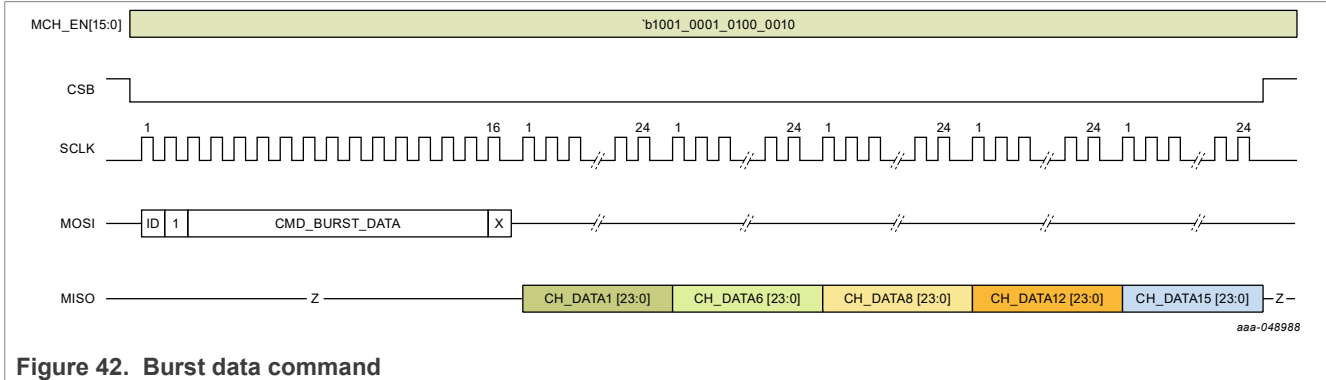 MCH_EN[15:0] `b1001_0001_0100_0010
CSB
1 16 1 24 1 24 1 24 1 24 1 24
SCLK
MOSI ID 1 CMD_BURST_DATA X
MISO Z CH_DATA1 [23:0] CH_DATA6 [23:0] CH_DATA8 [23:0] CH_DATA12 [23:0] CH_DATA15 [23:0] Z
aaa-048988
Figure 42. Burst data command